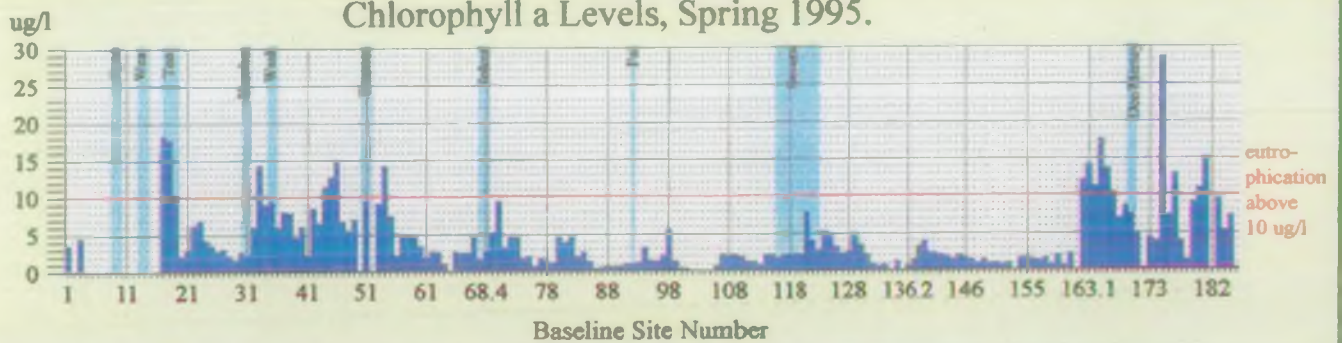 Chlorophyll a Levels, Spring 1995.
ug/l
30
25
20
15
10
5
0
eutro-
phication
above
10 ug/l
1 11 21 31 41 51 61 68.4 78 88 98 108 118 128 136.2 146 155 163.1 173 182
Baseline Site Number